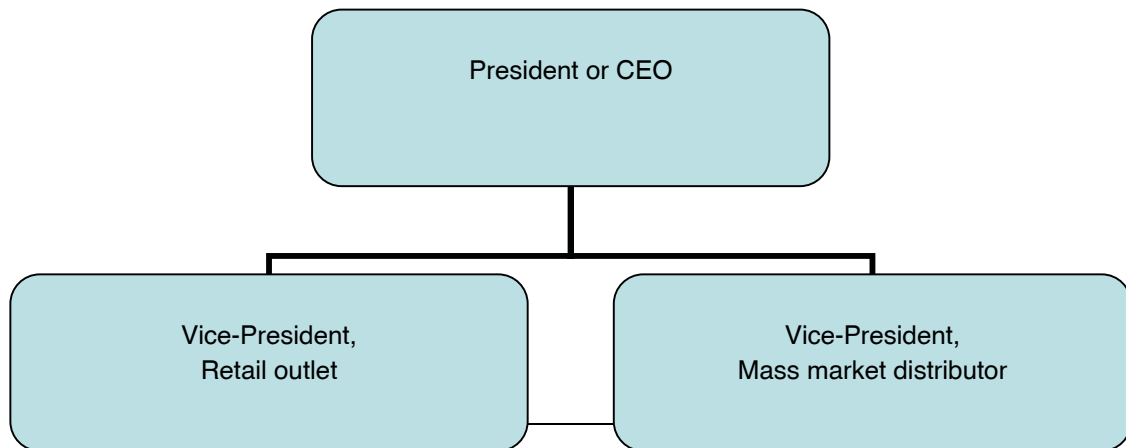 President or CEO
Vice-President,
Retail outlet
Vice-President,
Mass market distributor